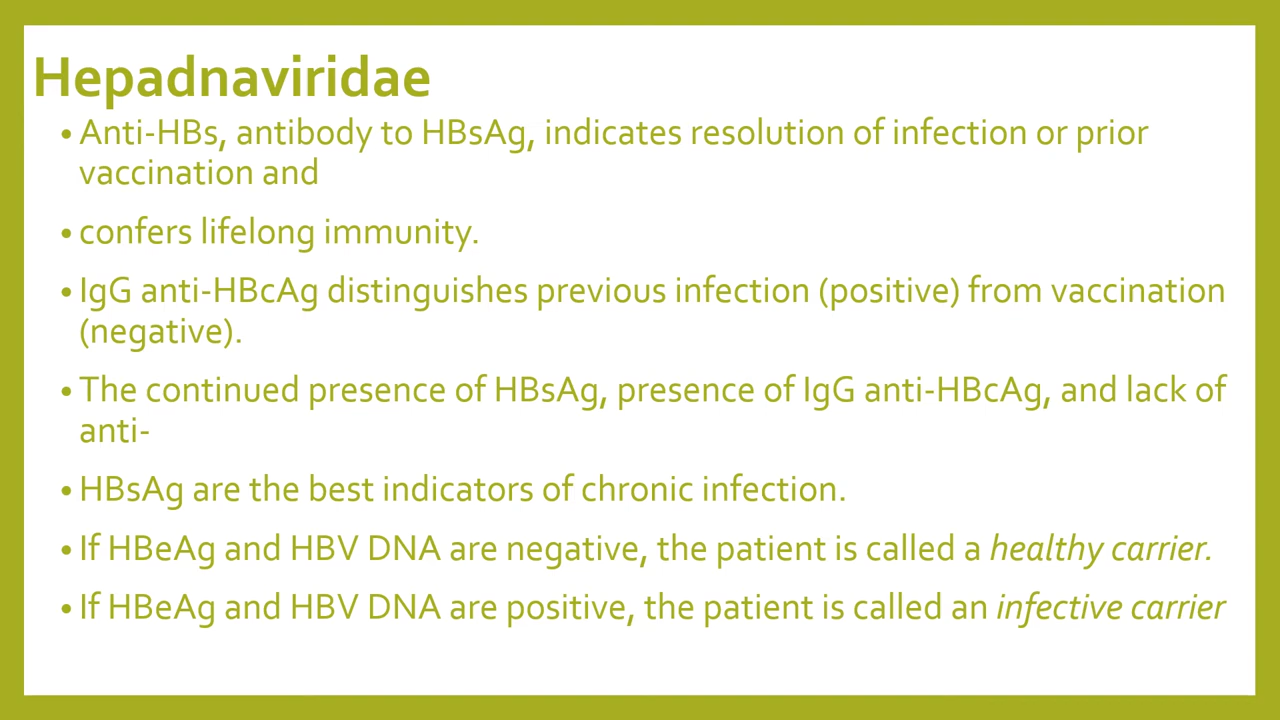 Hepadnaviridae
• Anti-HBs, antibody to HBsAg, indicates resolution of infection or prior
vaccination and
• confers lifelong immunity.
• IgG anti-HBcAg distinguishes previous infection (positive) from vaccination
(negative).
• The continued presence of HBsAg, presence of IgG anti-HBcAg, and lack of
anti-
• HBsAg are the best indicators of chronic infection.
• If HBeAg and HBV DNA are negative, the patient is called a healthy carrier.
• If HBeAg and HBV DNA are positive, the patient is called an infective carrier